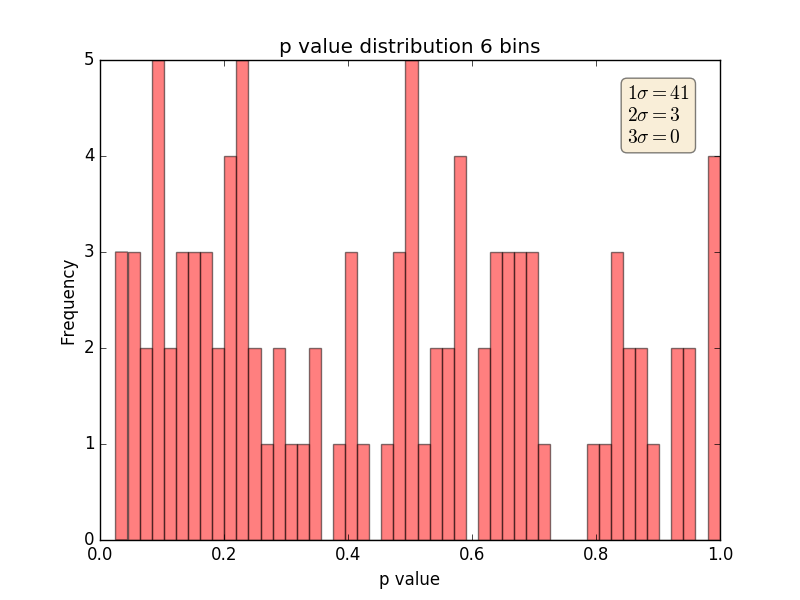 p value distribution 6 bins
1σ = 41
2σ = 3
3σ = 0
5
4
3
2
1
0
Frequency
0.0 0.2 0.4 0.6 0.8 1.0
p value